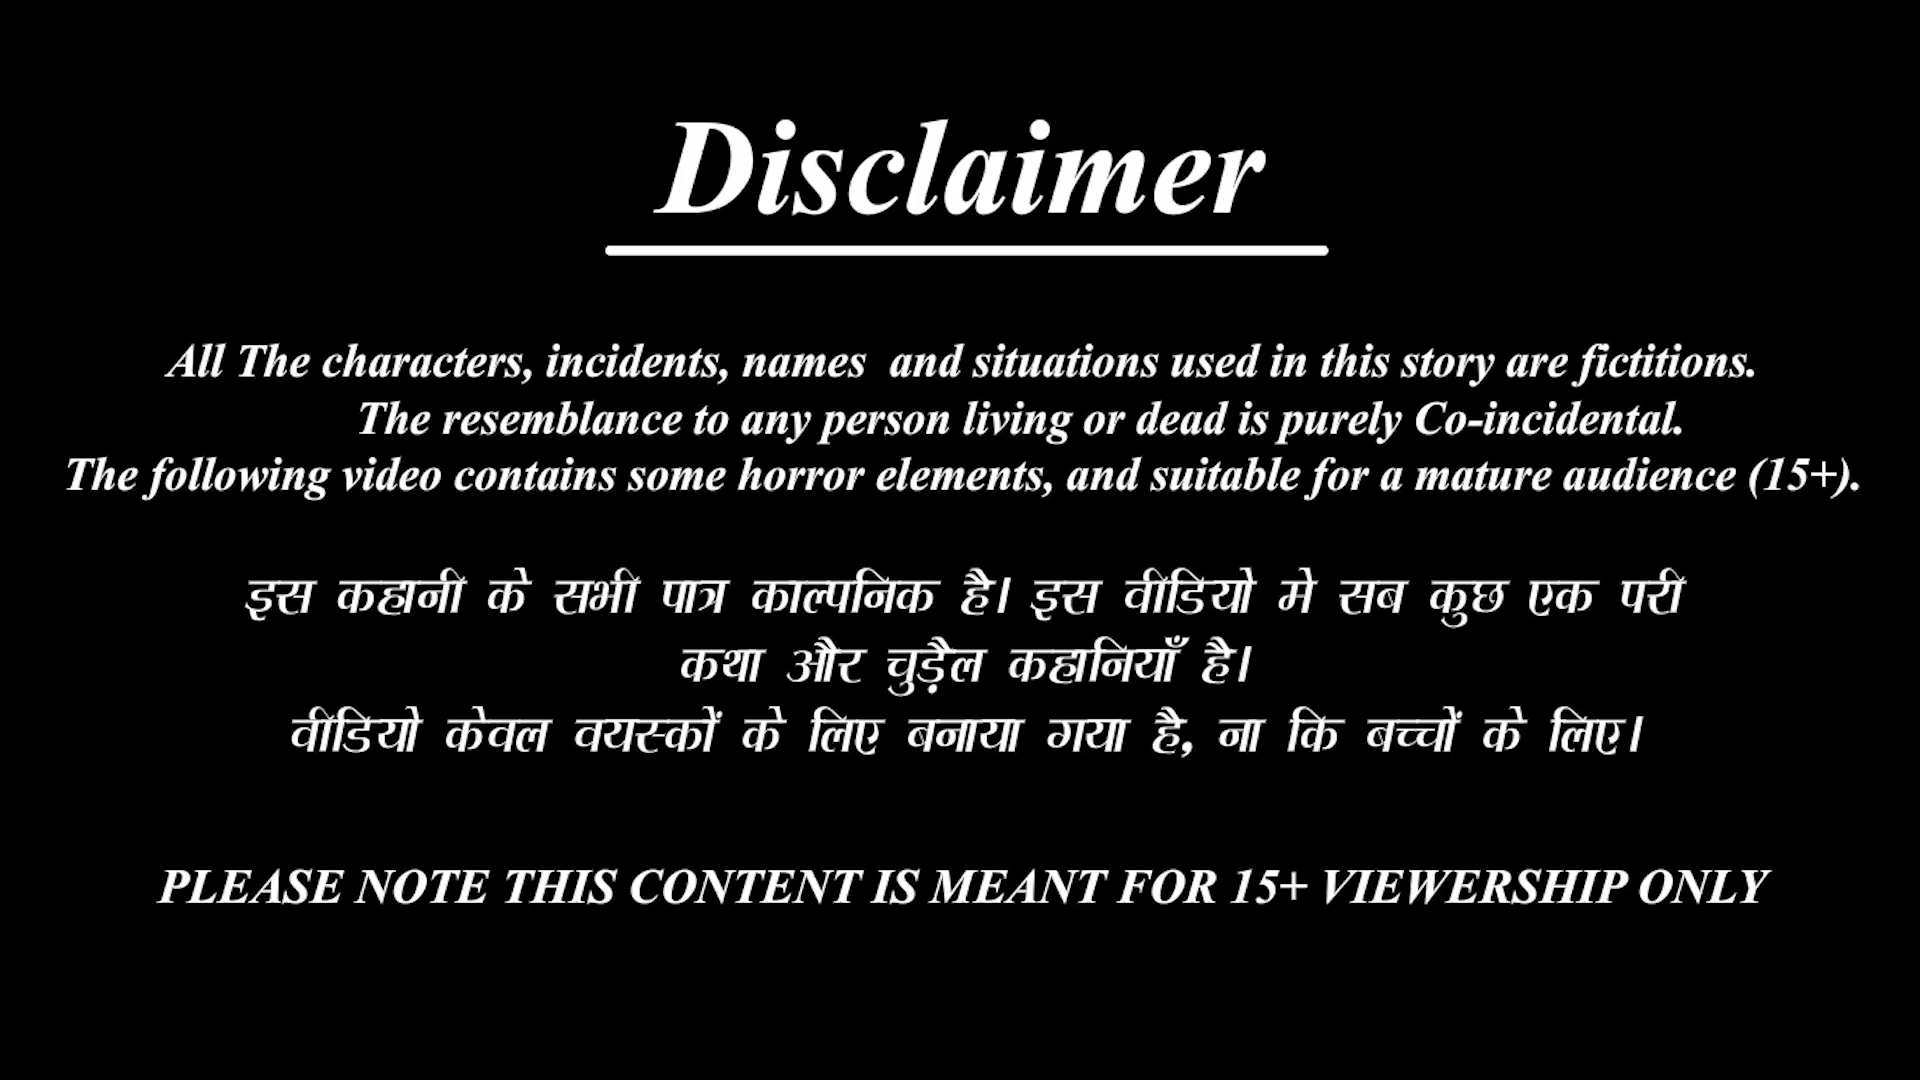 Disclaimer
All The characters, incidents, names and situations used in this story are fictitions.
The resemblance to any person living or dead is purely Co-incidental.
The following video contains some horror elements, and suitable for a mature audience (15+).
इस कहानी के सभी पात्र काल्पनिक है। इस वीडियो मे सब कुछ एक परी
कथा और चुड़ैल कहानियाँ है।
वीडियो केवल वयस्कों के लिए बनाया गया है, ना कि बच्चों के लिए।
PLEASE NOTE THIS CONTENT IS MEANT FOR 15+ VIEWERSHIP ONLY